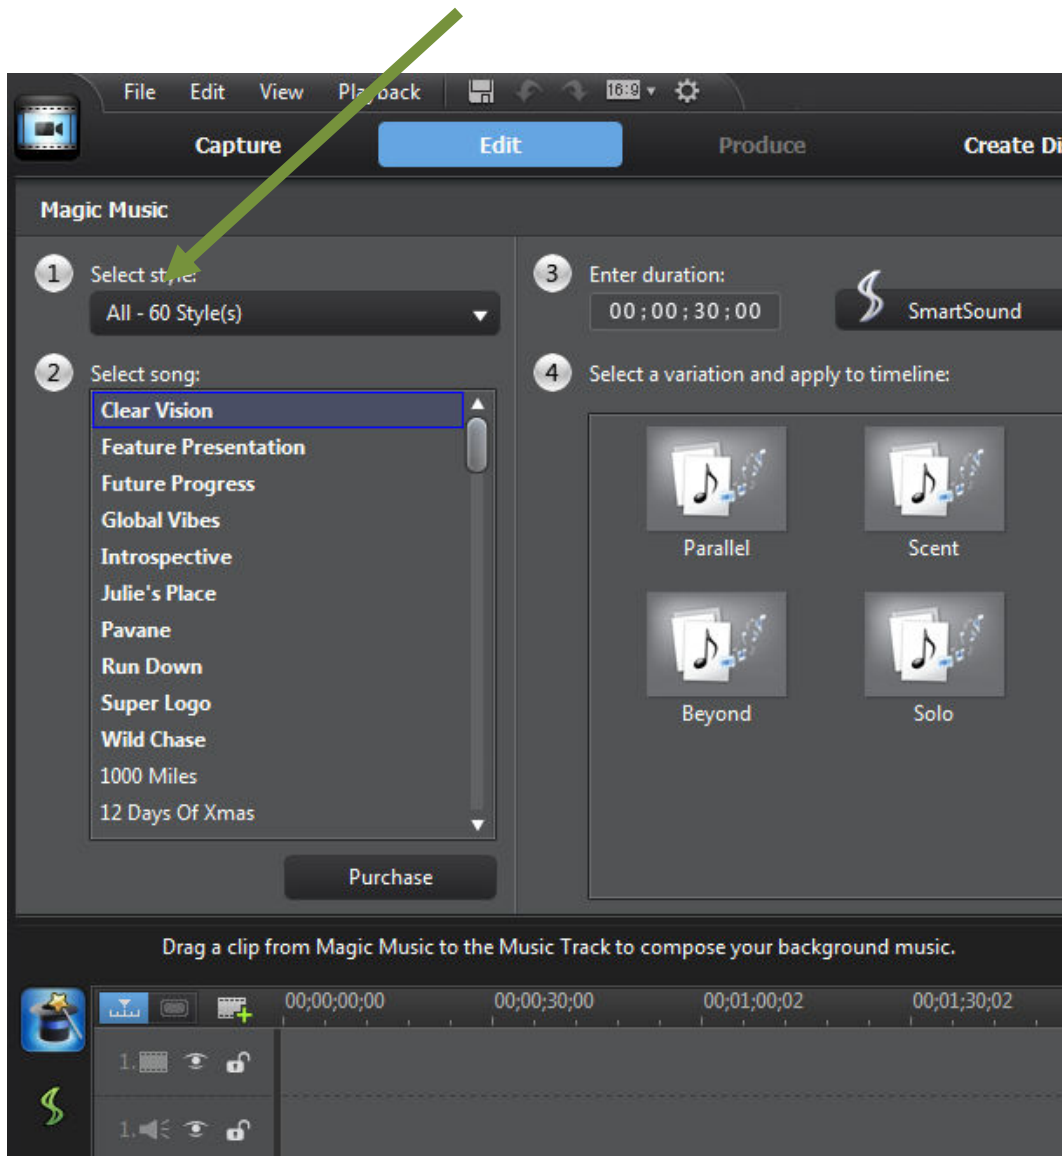 File Edit View Playback 16:9
Capture Edit Produce Create Di
Magic Music
1 Select style:
All - 60 Style(s)
2 Select song:
Clear Vision
Feature Presentation
Future Progress
Global Vibes
Introspective
Julie's Place
Pavane
Run Down
Super Logo
Wild Chase
1000 Miles
12 Days Of Xmas
Purchase
3 Enter duration:
00;00;30;00 SmartSound
4 Select a variation and apply to timeline:
Parallel Scent
Beyond Solo
Drag a clip from Magic Music to the Music Track to compose your background music.
00;00;00;00 00;00;30;00 00;01;00;02 00;01;30;02
1.
1.